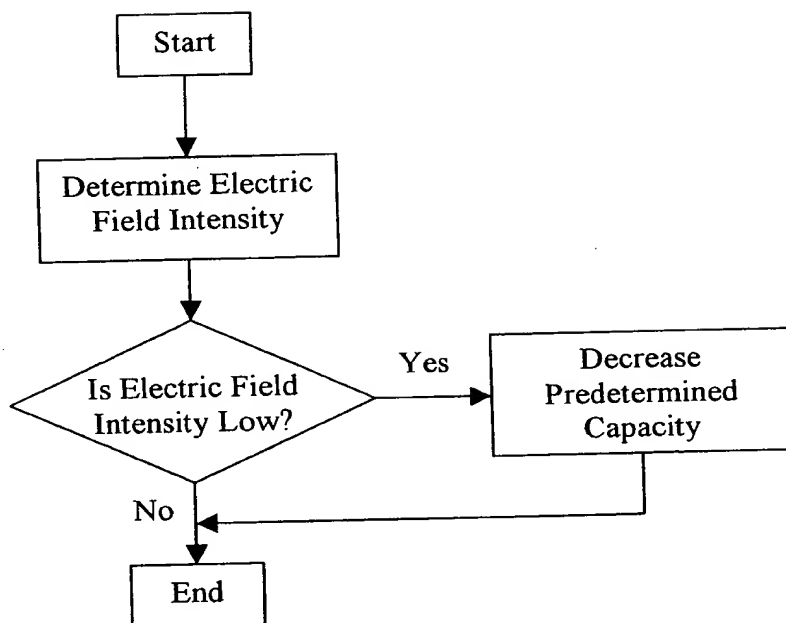 Start
Determine Electric
Field Intensity
Is Electric Field
Intensity Low?
Yes
Decrease
Predetermined
Capacity
No
End